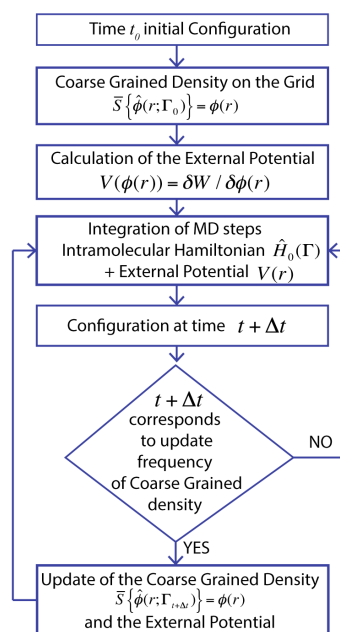 Time t₀ initial Configuration
Coarse Grained Density on the Grid
S̅{φ̂(r;Γ₀)} = φ(r)
Calculation of the External Potential
V(φ(r)) = δW / δφ(r)
Integration of MD steps
Intramolecular Hamiltonian Ĥ₀(Γ)
+ External Potential V(r)
Configuration at time t + Δt
t + Δt
corresponds
to update
frequency
of Coarse Grained
density
NO
YES
Update of the Coarse Grained Density
S̅{φ̂(r;Γₜ₊Δₜ)} = φ(r)
and the External Potential